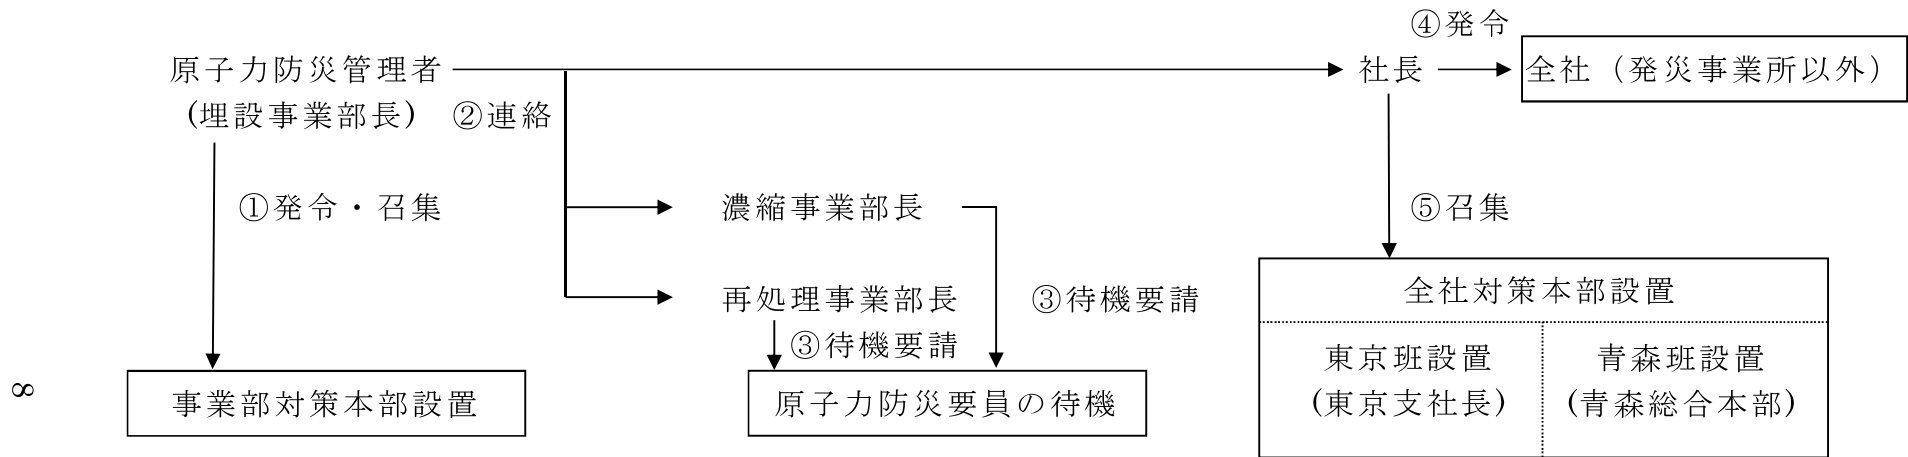 ④発令
原子力防災管理者
社長
全社(発災事業所以外)
(埋設事業部長)
②連絡
①発令・召集
濃縮事業部長
⑤召集
再処理事業部長
③待機要請
③待機要請
全社対策本部設置
東京班設置
(東京支社長)
青森班設置
(青森総合本部)
事業部対策本部設置
原子力防災要員の待機
8